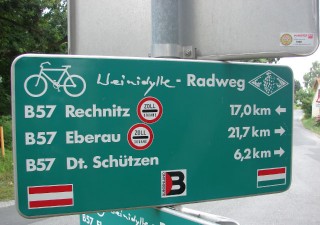 Weinidylle - Radweg
B57 Rechnitz ZOLL 17,0 km ←
B57 Eberau ZOLL 21,7 km →
B57 Dt. Schützen 6,2 km →
B